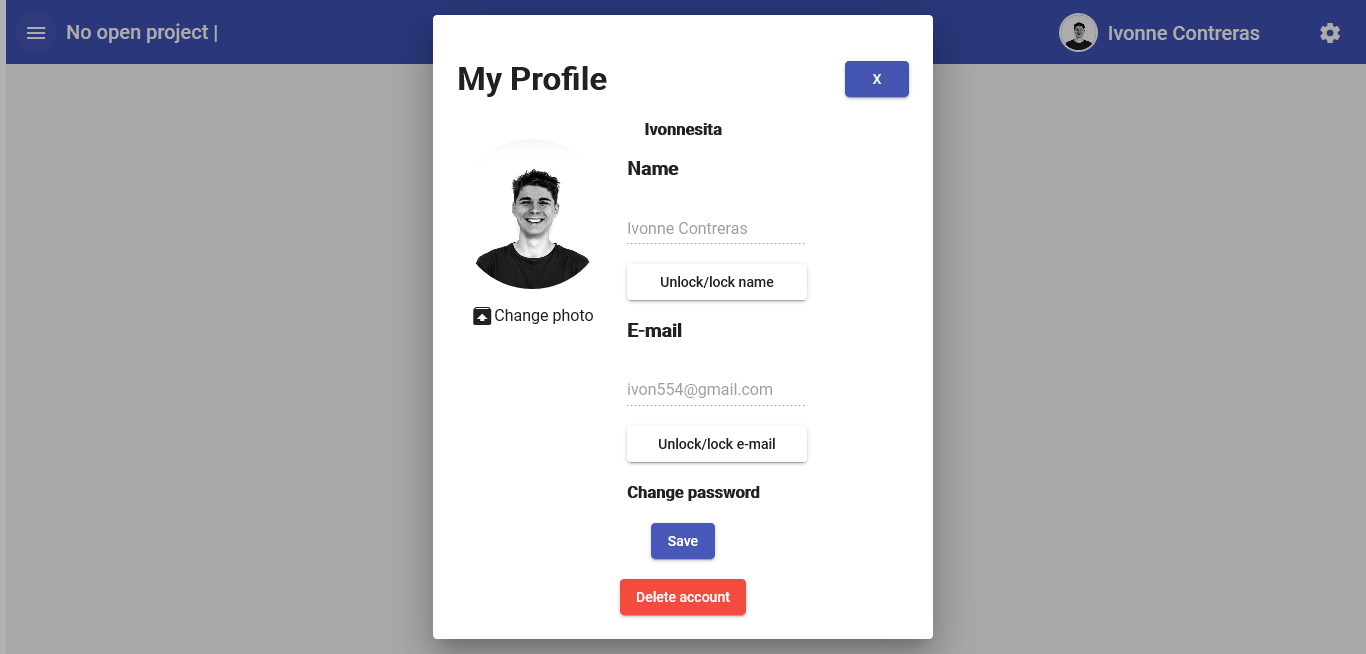 No open project |
Ivonne Contreras
My Profile
X
Ivonnesita
Name
Ivonne Contreras
Unlock/lock name
Change photo
E-mail
ivon554@gmail.com
Unlock/lock e-mail
Change password
Save
Delete account